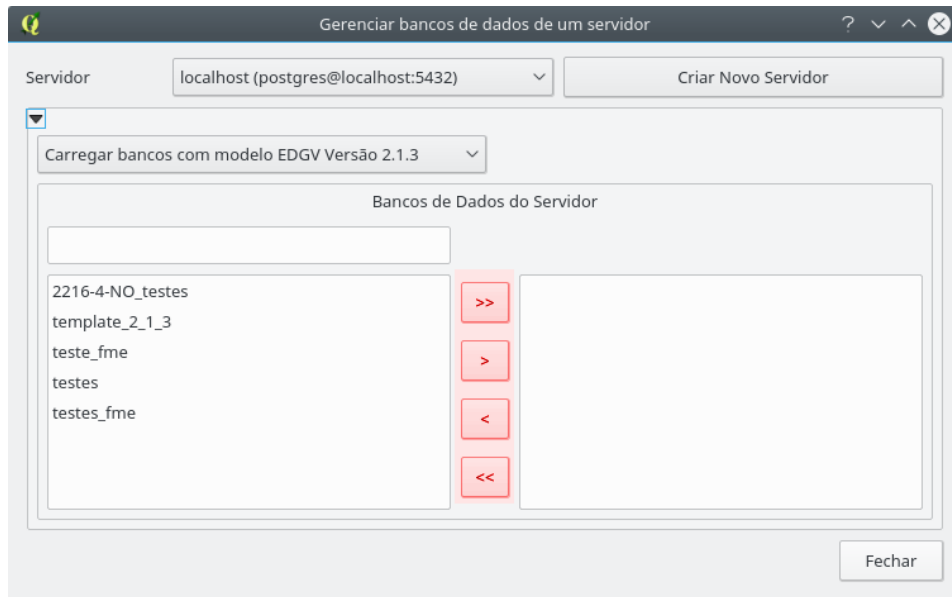 Gerenciar bancos de dados de um servidor
Servidor
localhost (postgres@localhost:5432)
Criar Novo Servidor
Carregar bancos com modelo EDGV Versão 2.1.3
Bancos de Dados do Servidor
2216-4-NO_testes
template_2_1_3
teste_fme
testes
testes_fme
>>
>
<
<<
Fechar